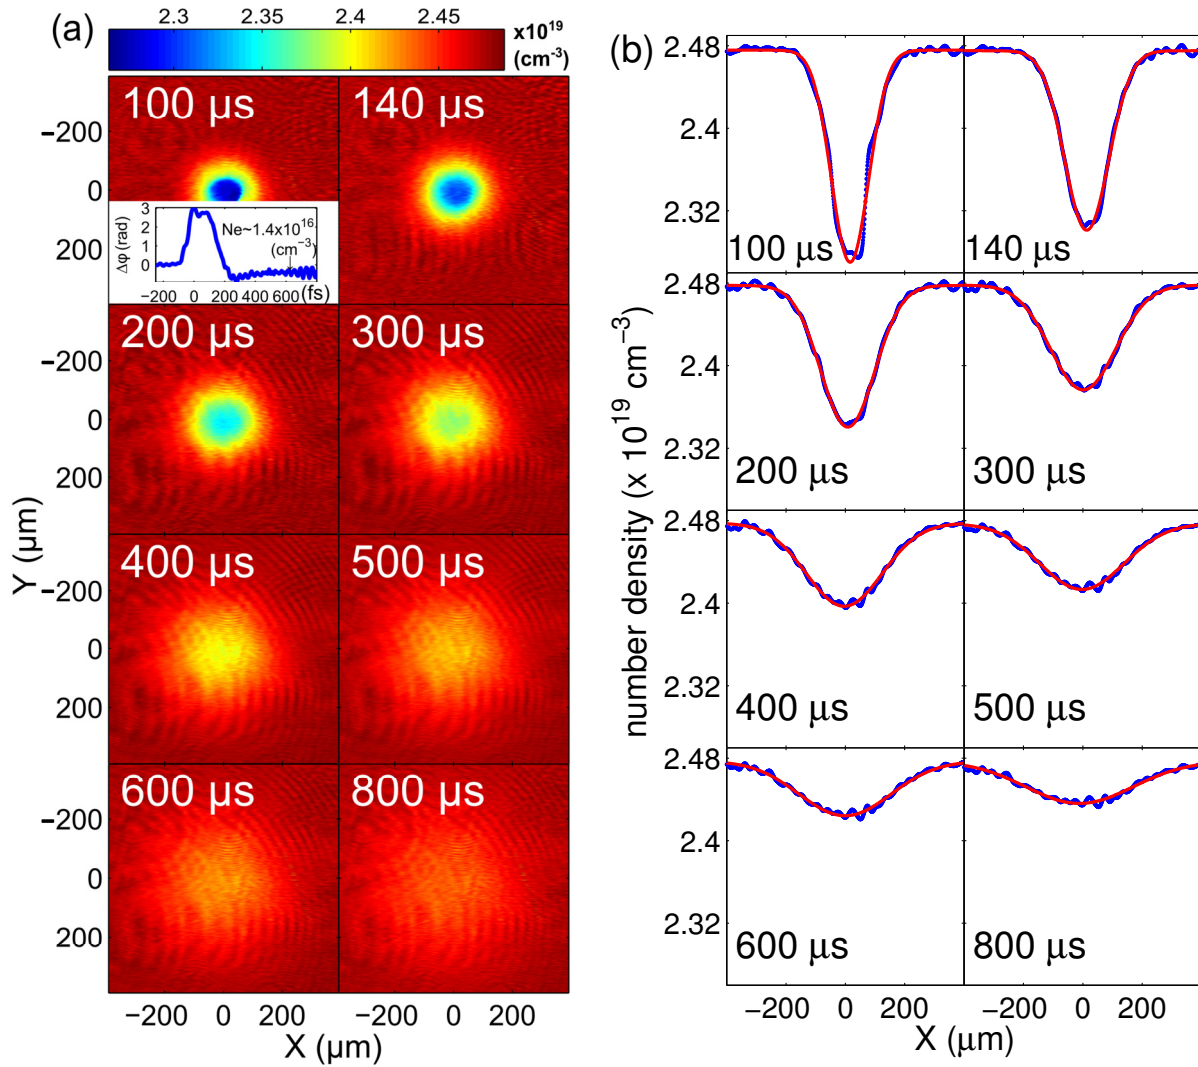 (a)
2.3 2.35 2.4 2.45
x10^19
(cm-3)
100 µs 140 µs
−200
0
200
Δφ (rad)
3
2
1
0
Ne~1.4x10^16
(cm-3)
−200 0 200 400 600 (fs)
200 µs 300 µs
−200
0
200
400 µs 500 µs
−200
0
200
600 µs 800 µs
−200
0
200
Y (µm)
−200 0 200 −200 0 200
X (µm)
(b)
2.48
2.4
2.32
100 µs 140 µs
2.48
2.4
2.32
200 µs 300 µs
2.48
2.4
2.32
400 µs 500 µs
2.48
2.4
2.32
600 µs 800 µs
number density (x 10^19 cm−3)
−200 0 200 −200 0 200
X (µm)